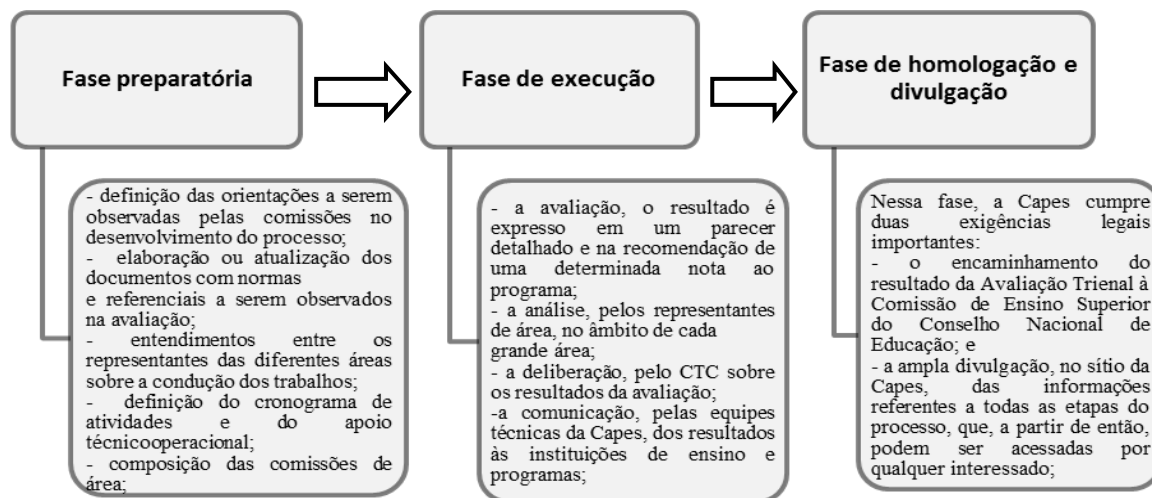 Fase preparatória
- definição das orientações a serem
observadas pelas comissões no
desenvolvimento do processo;
- elaboração ou atualização dos
documentos com normas
e referenciais a serem observados
na avaliação;
- entendimentos entre os
representantes das diferentes áreas
sobre a condução dos trabalhos;
- definição do cronograma de
atividades e do apoio
técnicooperacional;
- composição das comissões de
área;
Fase de execução
- a avaliação, o resultado é
expresso em um parecer
detalhado e na recomendação de
uma determinada nota ao
programa;
- a análise, pelos representantes
de área, no âmbito de cada
grande área;
- a deliberação, pelo CTC sobre
os resultados da avaliação;
-a comunicação, pelas equipes
técnicas da Capes, dos resultados
às instituições de ensino e
programas;
Fase de homologação e
divulgação
Nessa fase, a Capes cumpre
duas exigências legais
importantes:
- o encaminhamento do
resultado da Avaliação Trienal à
Comissão de Ensino Superior
do Conselho Nacional de
Educação; e
- a ampla divulgação, no sítio da
Capes, das informações
referentes a todas as etapas do
processo, que, a partir de então,
podem ser acessadas por
qualquer interessado;